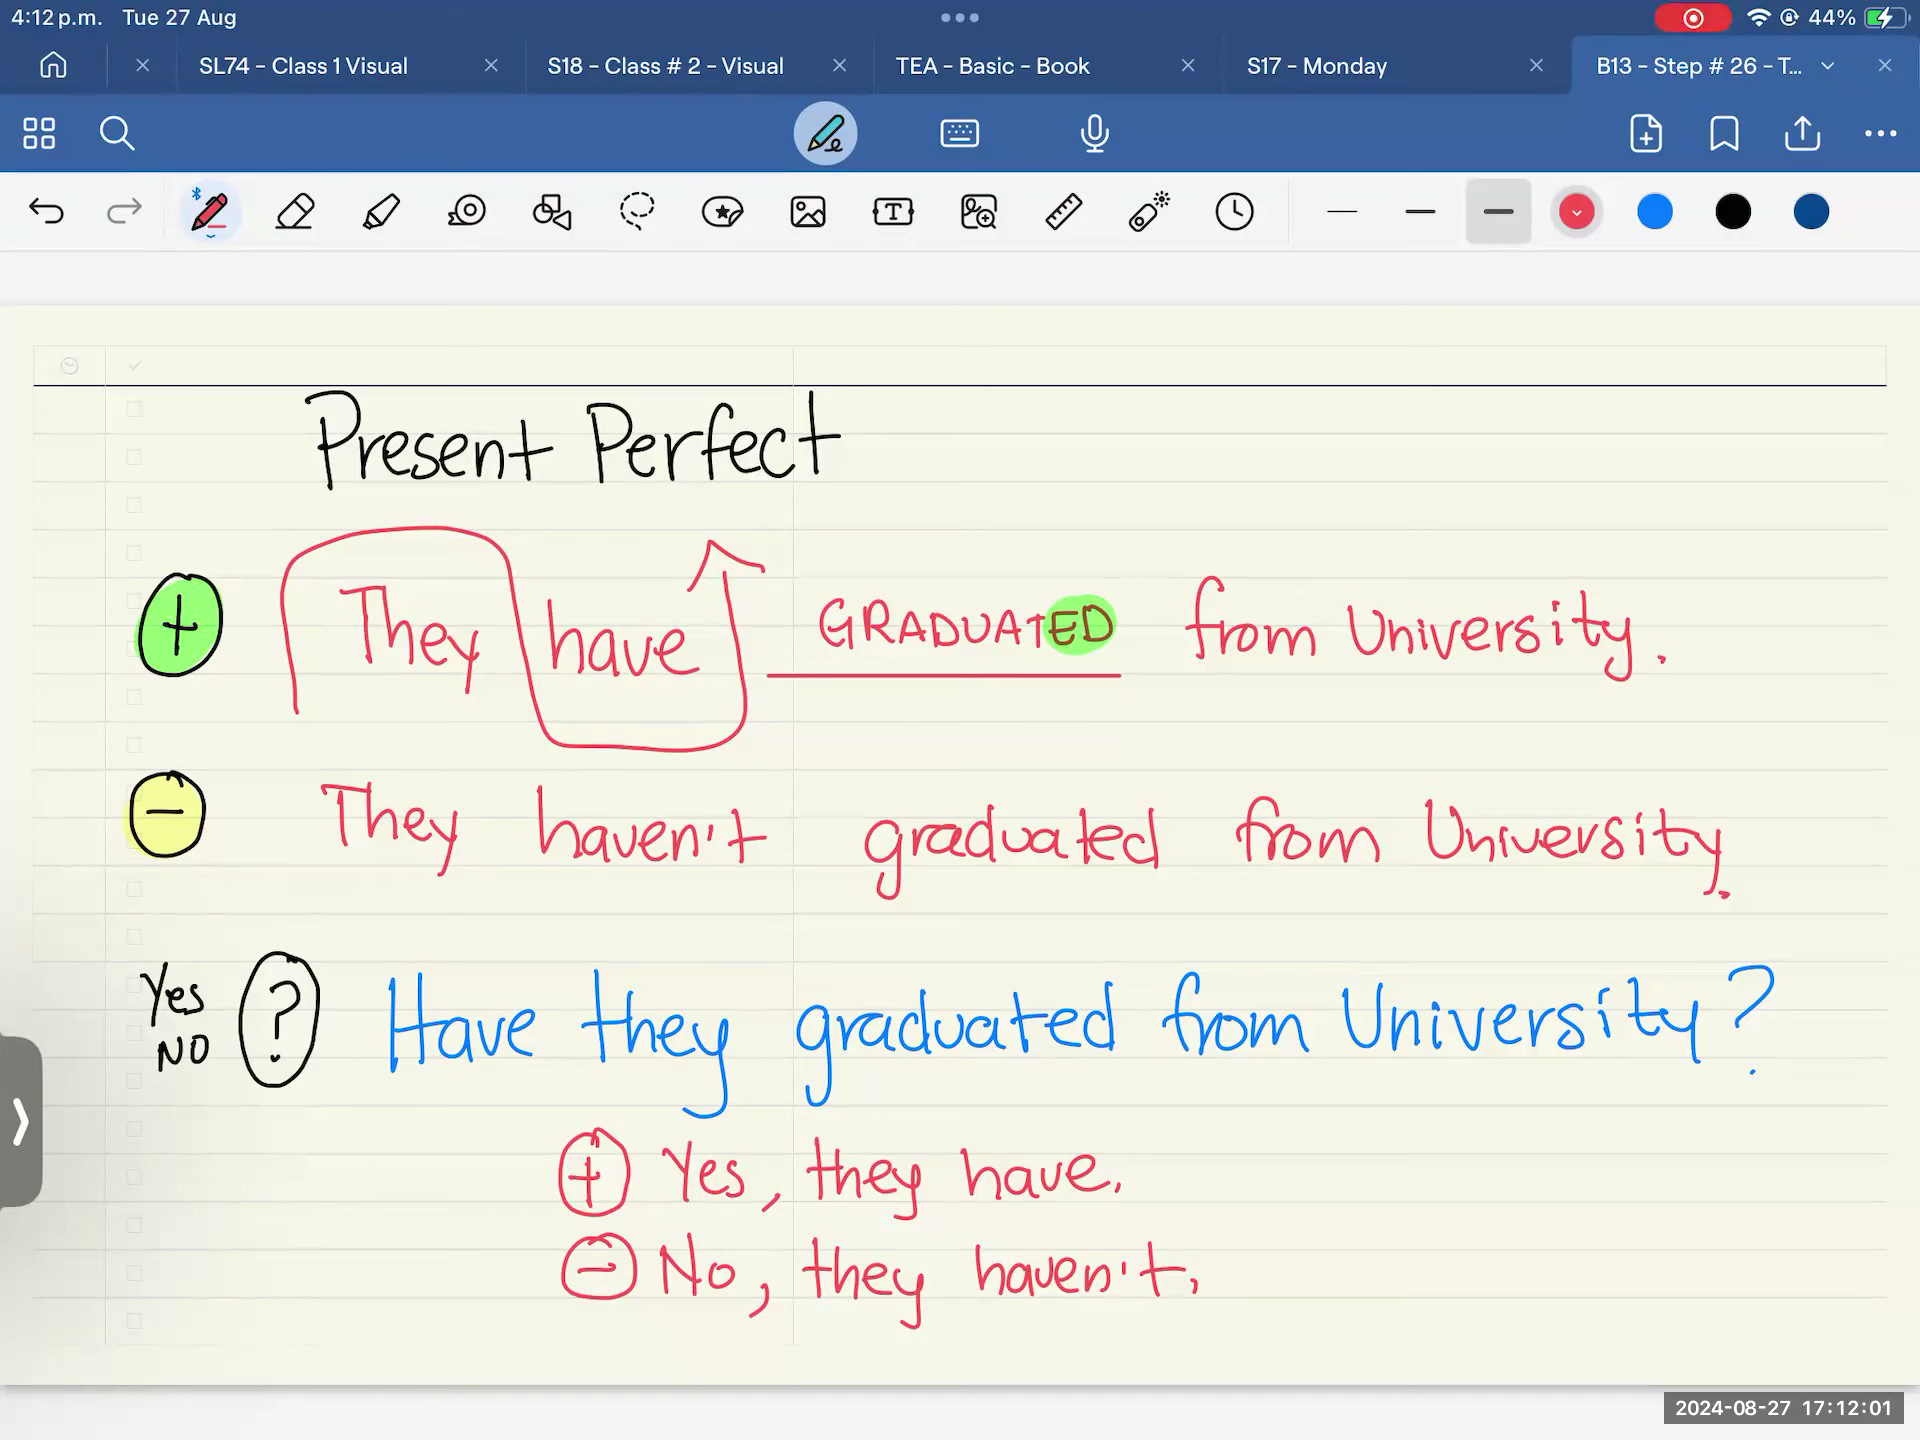 4:12 p.m. Tue 27 Aug 44%
SL74 - Class 1 Visual S18 - Class # 2 - Visual TEA - Basic - Book S17 - Monday B13 - Step # 26 - T...
Present Perfect
+ They have GRADUATED from University.
- They haven't graduated from University.
Yes
NO ? Have they graduated from University?
+ Yes, they have.
- No, they haven't.
2024-08-27 17:12:01